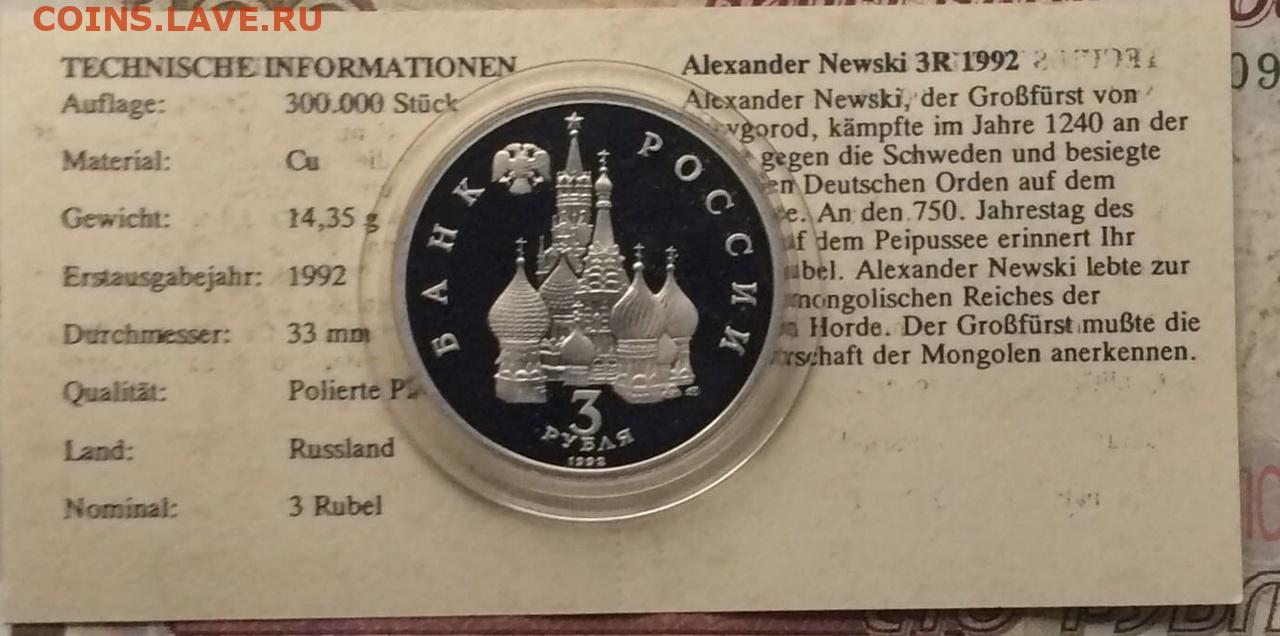 COINS.LAVE.RU
TECHNISCHE INFORMATIONEN
Auflage: 300.000 Stück
Material: Cu
Gewicht: 14,35 g
Erstausgabejahr: 1992
Durchmesser: 33 mm
Qualität: Polierte
Land: Russland
Nominal: 3 Rubel
БАНК РОССИИ
3
РУБЛЯ
1992
Alexander Newski 3R 1992
Alexander Newski, der Großfürst von
ygorod, kämpfte im Jahre 1240 an der
gegen die Schweden und besiegte
en Deutschen Orden auf dem
e. An den 750. Jahrestag des
uf dem Peipussee erinnert Ihr
ubel. Alexander Newski lebte zur
mongolischen Reiches der
Horde. Der Großfürst mußte die
rschaft der Mongolen anerkennen.
09